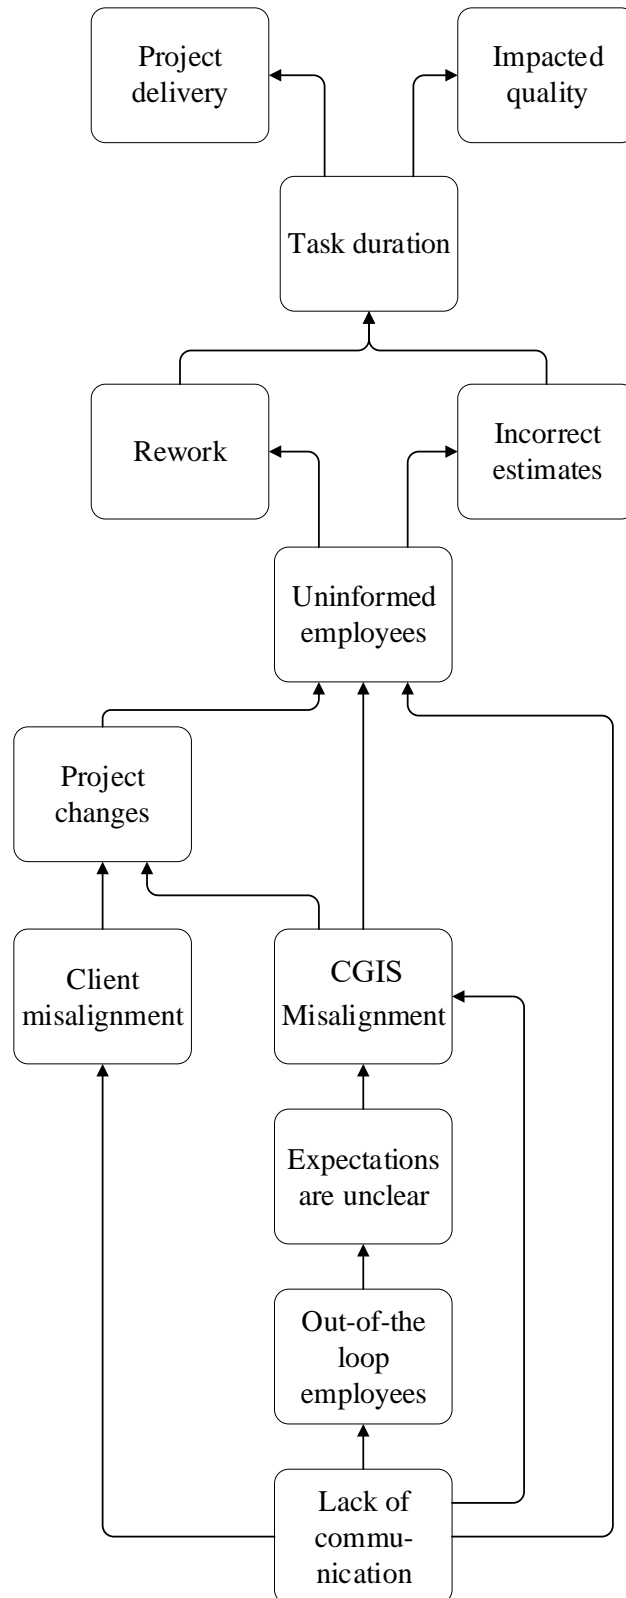 Project
delivery
Impacted
quality
Task duration
Rework
Incorrect
estimates
Uninformed
employees
Project
changes
Client
misalignment
CGIS
Misalignment
Expectations
are unclear
Out-of-the
loop
employees
Lack of
commu-
nication